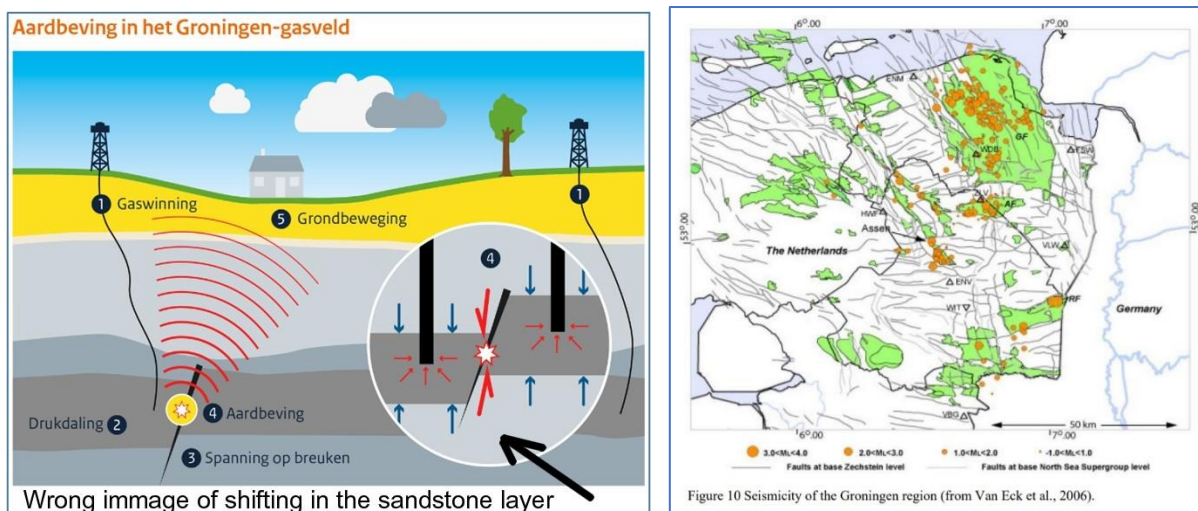 Aardbeving in het Groningen-gasveld
1 Gaswinning
1
5 Grondbeweging
4
Drukdaling 2
4 Aardbeving
3 Spanning op breuken
Wrong immage of shifting in the sandstone layer
6°.00
7°.00
ENM
GF
WDB
FSW
AF
HWF
Assen
53°.00
53°.00
The Netherlands
VLW
ENV
RF
WIT
Germany
VBG
6°.00
7°.00
50 km
3.0<ML<4.0
2.0<ML<3.0
1.0<ML<2.0
-1.0<ML<1.0
Faults at base Zechstein level
Faults at base North Sea Supergroup level
Figure 10 Seismicity of the Groningen region (from Van Eck et al., 2006).